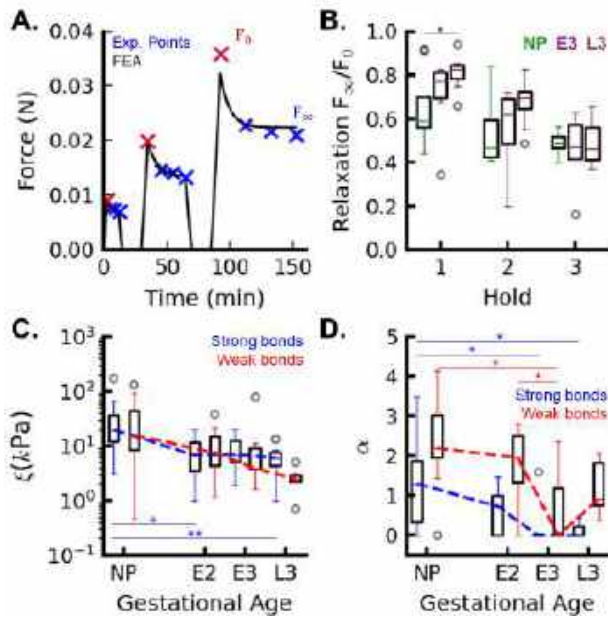 A.
Exp. Points
FEA
F₀
F∞
0.04
0.03
0.02
0.01
0.00
Force (N)
0
50
100
150
Time (min)
B.
*
NP E3 L3
1.0
0.8
0.6
0.4
0.2
0.0
Relaxation F∞/F₀
1
2
3
Hold
C.
Strong bonds
Weak bonds
10³
10²
10¹
10⁰
10⁻¹
ξ(kPa)
*
**
NP
E2
E3
L3
Gestational Age
D.
*
*
*
*
Strong bonds
Weak bonds
5
4
3
2
1
0
α
NP
E2
E3
L3
Gestational Age